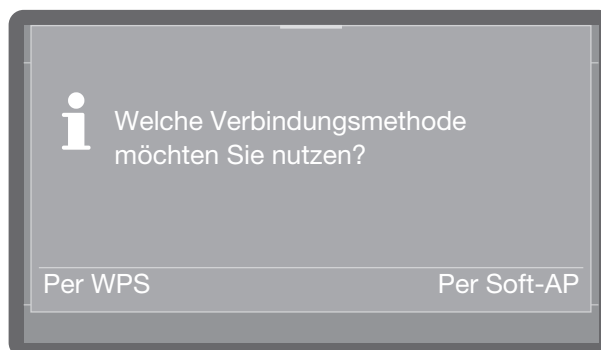 Welche Verbindungsmethode
möchten Sie nutzen?
Per WPS Per Soft-AP